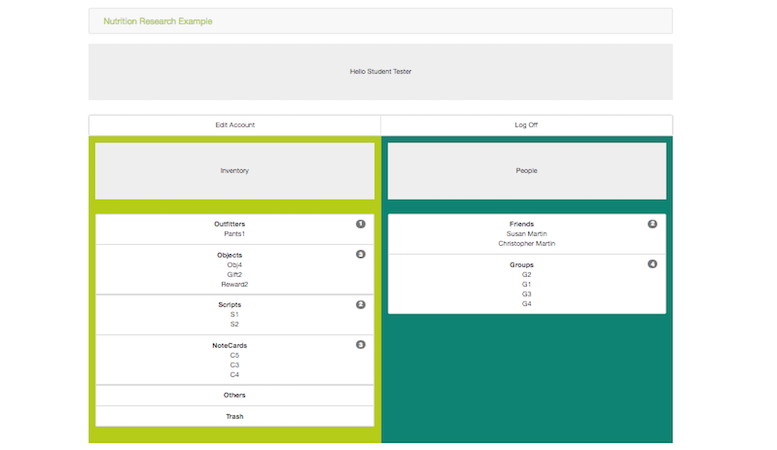 Nutrition Research Example
Hello Student Tester
Edit Account
Log Off
Inventory
Outfitters 1
Pants1
Objects 3
Obj4
Gift2
Reward2
Scripts 2
S1
S2
NoteCards 3
C5
C3
C4
Others
Trash
People
Friends 2
Susan Martin
Christopher Martin
Groups 4
G2
G1
G3
G4